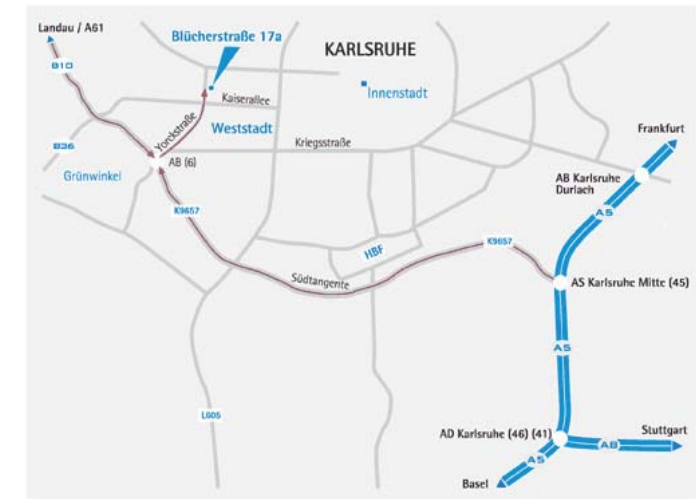 Landau / A61
Blücherstraße 17a
KARLSRUHE
B10
Innenstadt
Kaiserallee
Yorckstraße
Weststadt
Frankfurt
B36
Kriegsstraße
AB (6)
Grünwinkel
AB Karlsruhe
Durlach
A5
K9657
HBF
K9657
Südtangente
AS Karlsruhe Mitte (45)
A5
L605
AD Karlsruhe (46) (41)
Stuttgart
A8
A5
Basel